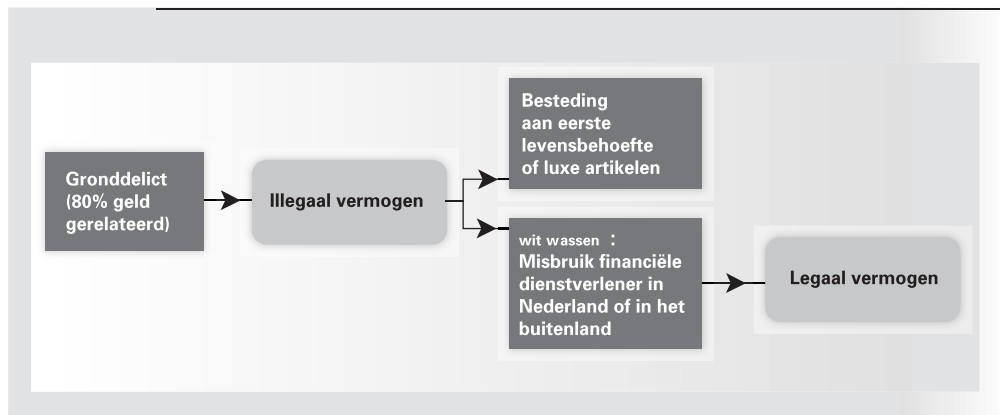 Gronddelict
(80% geld
gerelateerd)
Illegaal vermogen
Besteding
aan eerste
levensbehoefte
of luxe artikelen
wit wassen :
Misbruik financiële
dienstverlener in
Nederland of in het
buitenland
Legaal vermogen